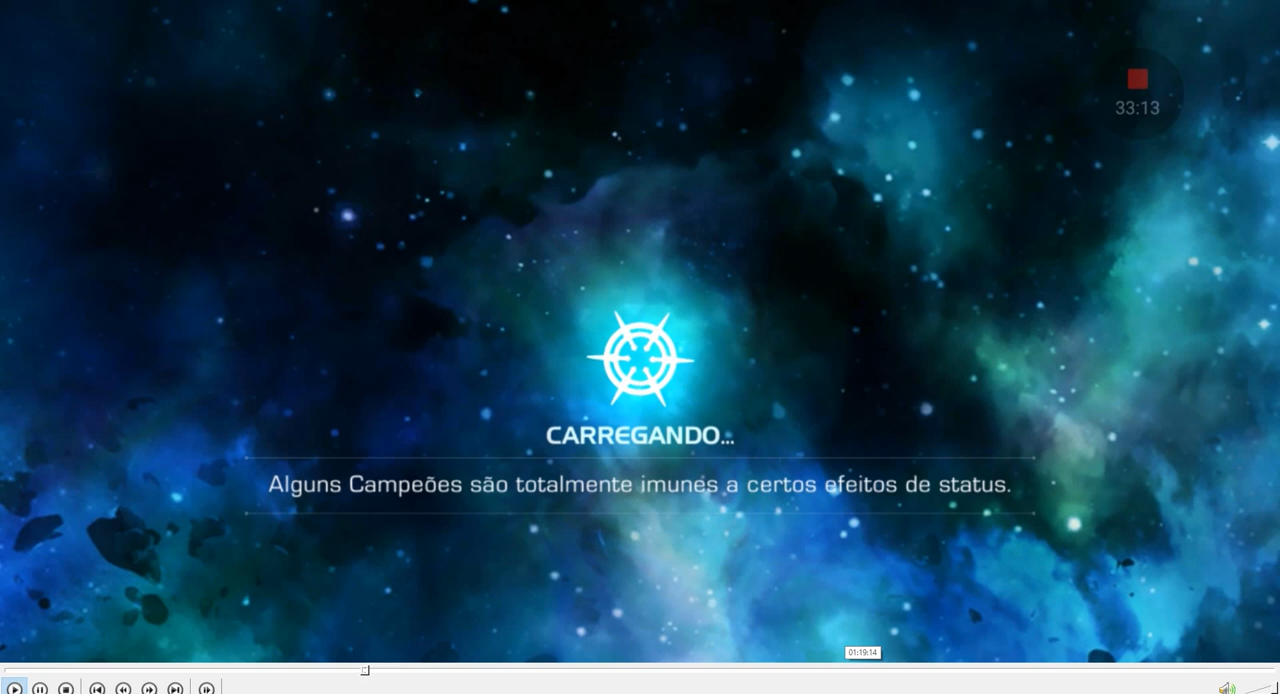 33:13
CARREGANDO...
Alguns Campeões são totalmente imunes a certos efeitos de status.
01:19:14